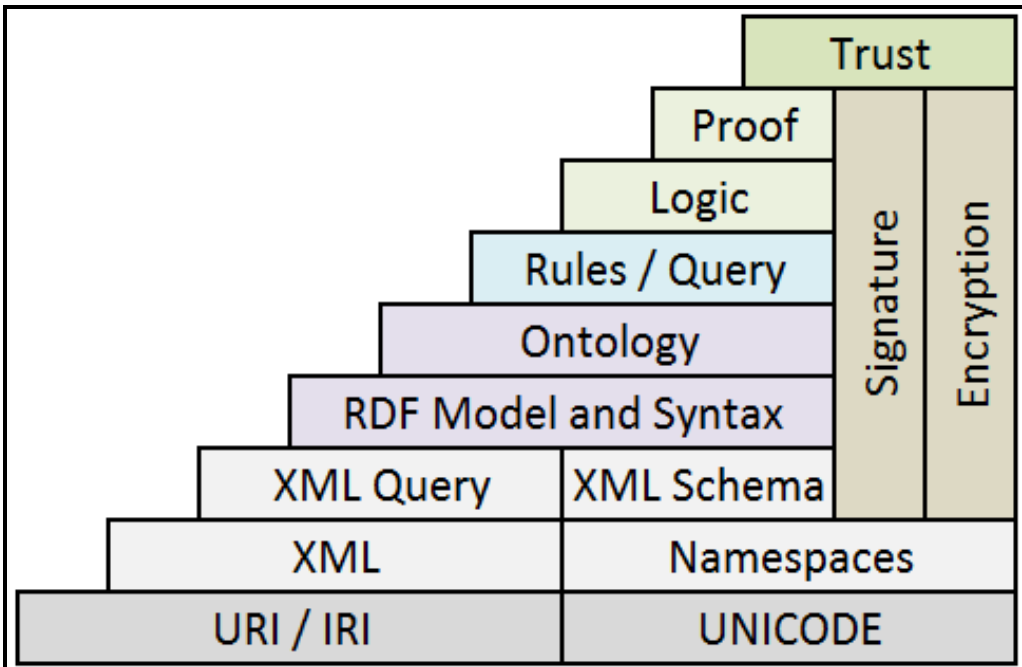 Trust
Proof
Logic
Rules / Query
Ontology
RDF Model and Syntax
XML Query
XML Schema
Signature
Encryption
XML
Namespaces
URI / IRI
UNICODE